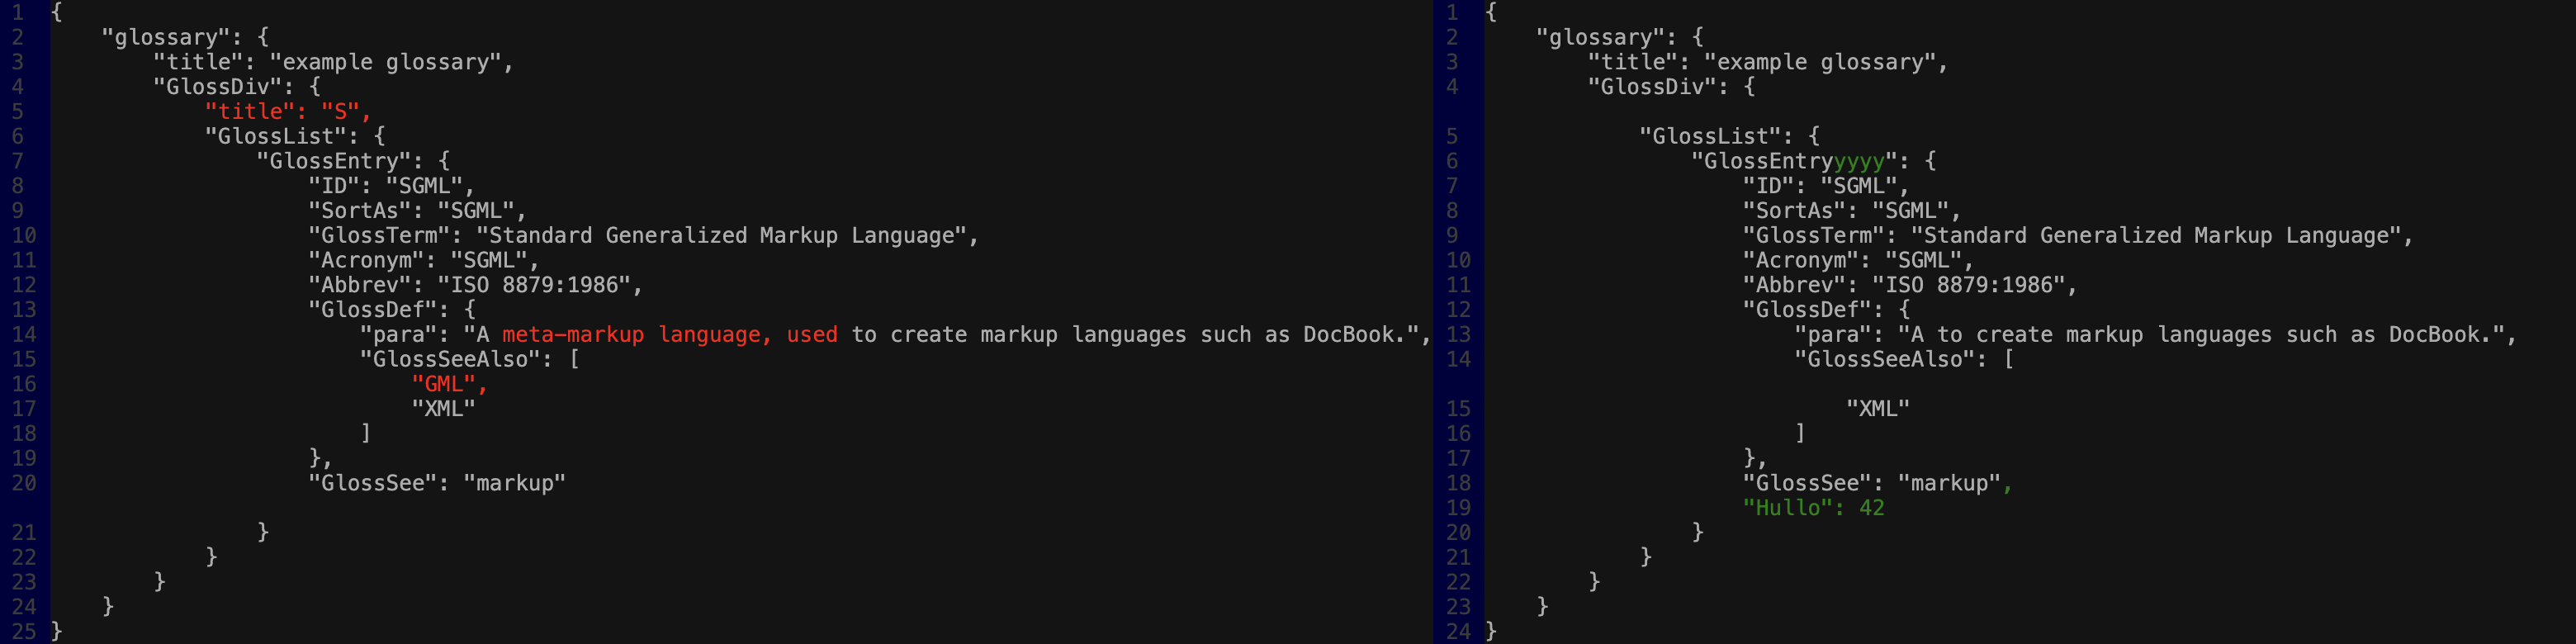 1 {
2     "glossary": {
3         "title": "example glossary",
4         "GlossDiv": {
5             "title": "S",
6             "GlossList": {
7                 "GlossEntry": {
8                     "ID": "SGML",
9                     "SortAs": "SGML",
10                     "GlossTerm": "Standard Generalized Markup Language",
11                     "Acronym": "SGML",
12                     "Abbrev": "ISO 8879:1986",
13                     "GlossDef": {
14                         "para": "A meta-markup language, used to create markup languages such as DocBook.",
15                         "GlossSeeAlso": [
16                             "GML",
17                             "XML"
18                         ]
19                     },
20                     "GlossSee": "markup"
21                 }
22             }
23         }
24     }
25 }
1 {
2     "glossary": {
3         "title": "example glossary",
4         "GlossDiv": {
5             "GlossList": {
6                 "GlossEntryyyyy": {
7                     "ID": "SGML",
8                     "SortAs": "SGML",
9                     "GlossTerm": "Standard Generalized Markup Language",
10                     "Acronym": "SGML",
11                     "Abbrev": "ISO 8879:1986",
12                     "GlossDef": {
13                         "para": "A to create markup languages such as DocBook.",
14                         "GlossSeeAlso": [
15                             "XML"
16                         ]
17                     },
18                     "GlossSee": "markup",
19                     "Hullo": 42
20                 }
21             }
22         }
23     }
24 }